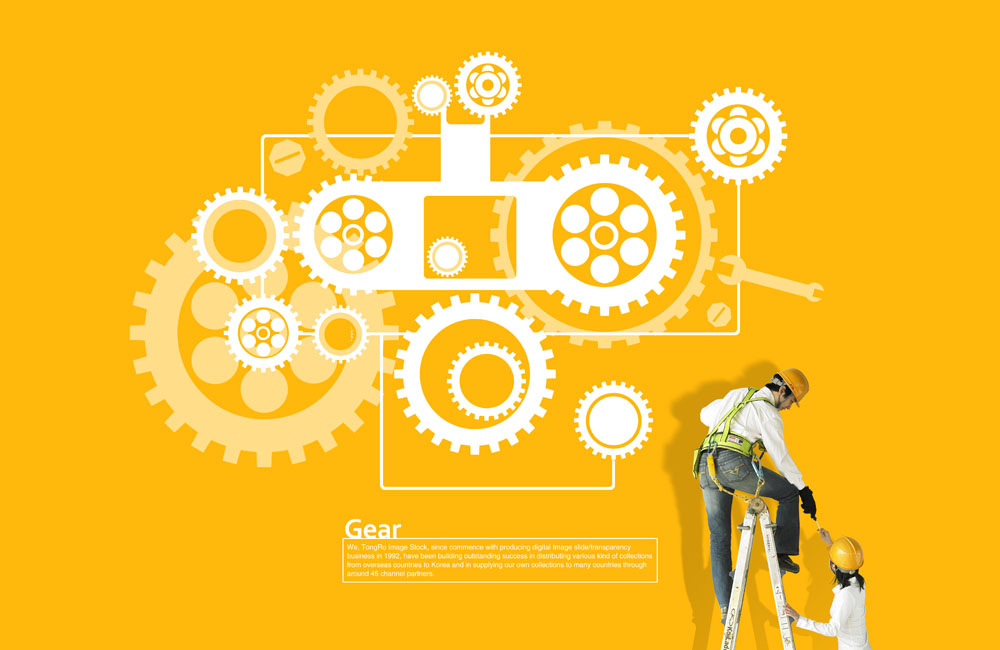 Gear
We, TongRo Image Stock, since commence with producing digital Image slide/transparency
business in 1992, have been building outstanding success in distributing various kind of collections
from overseas countries to Korea and in supplying our own collections to many countries through
around 45 channel partners.